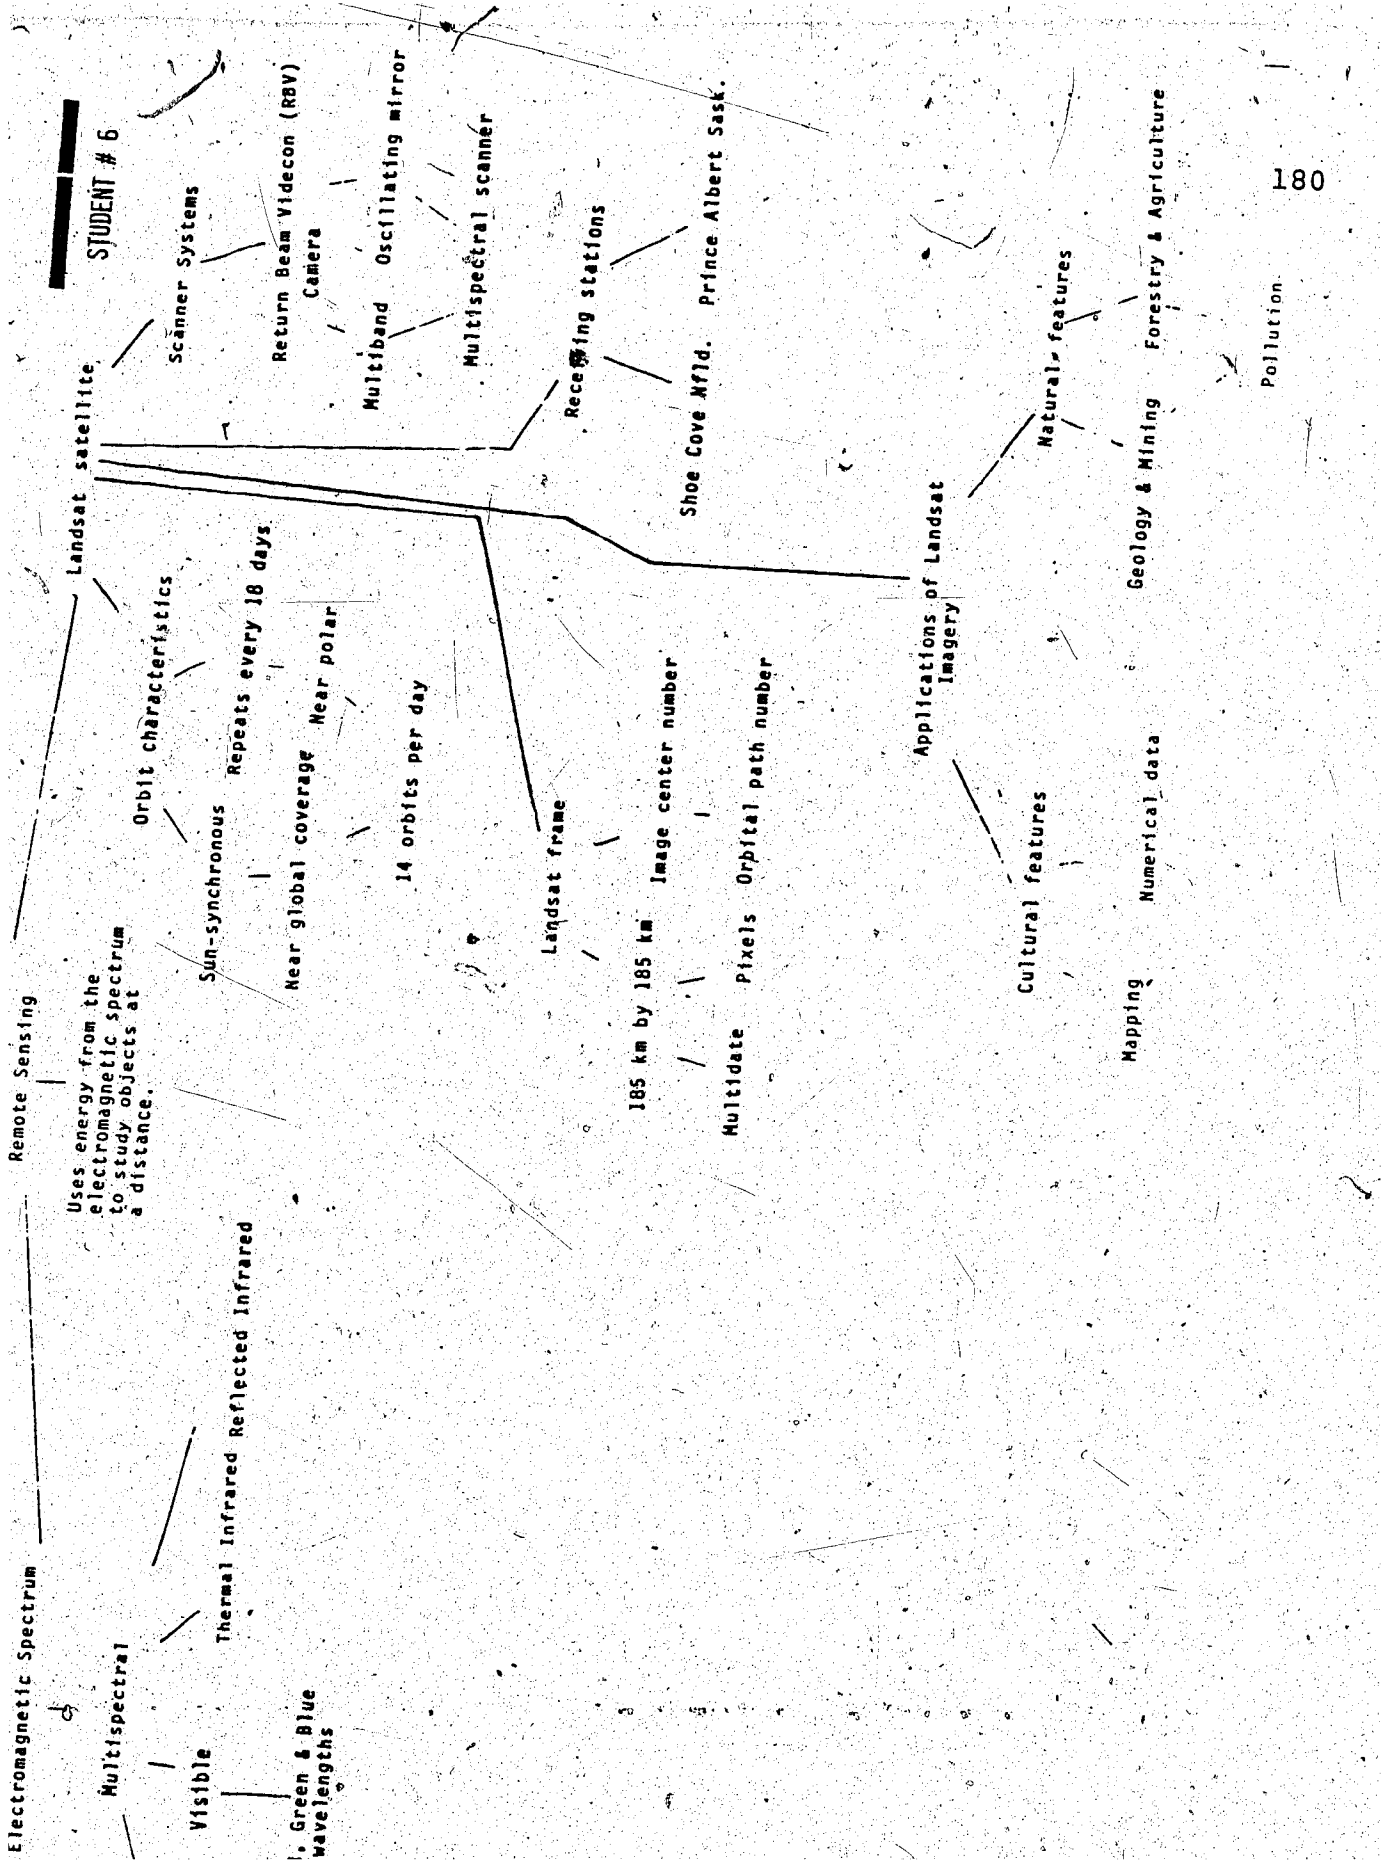 STUDENT # 6
Electromagnetic Spectrum
Remote Sensing
Landsat satellite
Multispectral
Visible
Green & Blue
wavelengths
Thermal Infrared
Reflected Infrared
Uses energy from the
electromagnetic spectrum
to study objects at
a distance.
Orbit characteristics
Sun-synchronous
Repeats every 18 days
Near global coverage
Near polar
14 orbits per day
Scanner Systems
Return Beam Videcon (RBV)
Camera
Multiband
Oscillating mirror
Multispectral scanner
Receiving stations
Shoe Cove Nfld.
Prince Albert Sask.
Landsat frame
185 km by 185 km
Image center number
Multidate
Pixels
Orbital path number
Applications of Landsat
Imagery
Cultural features
Mapping
Numerical data
Natural features
Geology & Mining
Forestry & Agriculture
Pollution
180